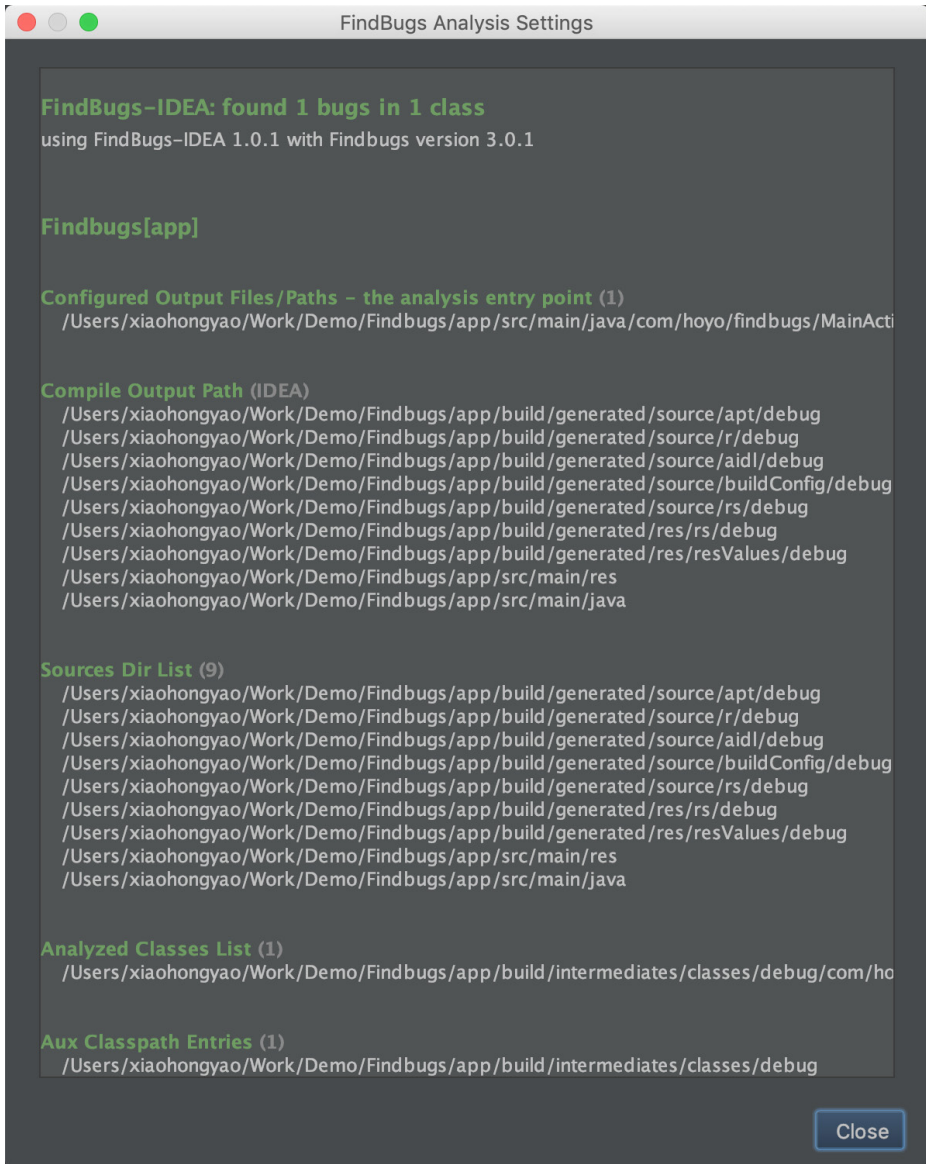 FindBugs Analysis Settings
FindBugs-IDEA: found 1 bugs in 1 class
using FindBugs-IDEA 1.0.1 with Findbugs version 3.0.1
Findbugs[app]
Configured Output Files/Paths - the analysis entry point (1)
/Users/xiaohongyao/Work/Demo/Findbugs/app/src/main/java/com/hoyo/findbugs/MainActi
Compile Output Path (IDEA)
/Users/xiaohongyao/Work/Demo/Findbugs/app/build/generated/source/apt/debug
/Users/xiaohongyao/Work/Demo/Findbugs/app/build/generated/source/r/debug
/Users/xiaohongyao/Work/Demo/Findbugs/app/build/generated/source/aidl/debug
/Users/xiaohongyao/Work/Demo/Findbugs/app/build/generated/source/buildConfig/debug
/Users/xiaohongyao/Work/Demo/Findbugs/app/build/generated/source/rs/debug
/Users/xiaohongyao/Work/Demo/Findbugs/app/build/generated/res/rs/debug
/Users/xiaohongyao/Work/Demo/Findbugs/app/build/generated/res/resValues/debug
/Users/xiaohongyao/Work/Demo/Findbugs/app/src/main/res
/Users/xiaohongyao/Work/Demo/Findbugs/app/src/main/java
Sources Dir List (9)
/Users/xiaohongyao/Work/Demo/Findbugs/app/build/generated/source/apt/debug
/Users/xiaohongyao/Work/Demo/Findbugs/app/build/generated/source/r/debug
/Users/xiaohongyao/Work/Demo/Findbugs/app/build/generated/source/aidl/debug
/Users/xiaohongyao/Work/Demo/Findbugs/app/build/generated/source/buildConfig/debug
/Users/xiaohongyao/Work/Demo/Findbugs/app/build/generated/source/rs/debug
/Users/xiaohongyao/Work/Demo/Findbugs/app/build/generated/res/rs/debug
/Users/xiaohongyao/Work/Demo/Findbugs/app/build/generated/res/resValues/debug
/Users/xiaohongyao/Work/Demo/Findbugs/app/src/main/res
/Users/xiaohongyao/Work/Demo/Findbugs/app/src/main/java
Analyzed Classes List (1)
/Users/xiaohongyao/Work/Demo/Findbugs/app/build/intermediates/classes/debug/com/ho
Aux Classpath Entries (1)
/Users/xiaohongyao/Work/Demo/Findbugs/app/build/intermediates/classes/debug
Close